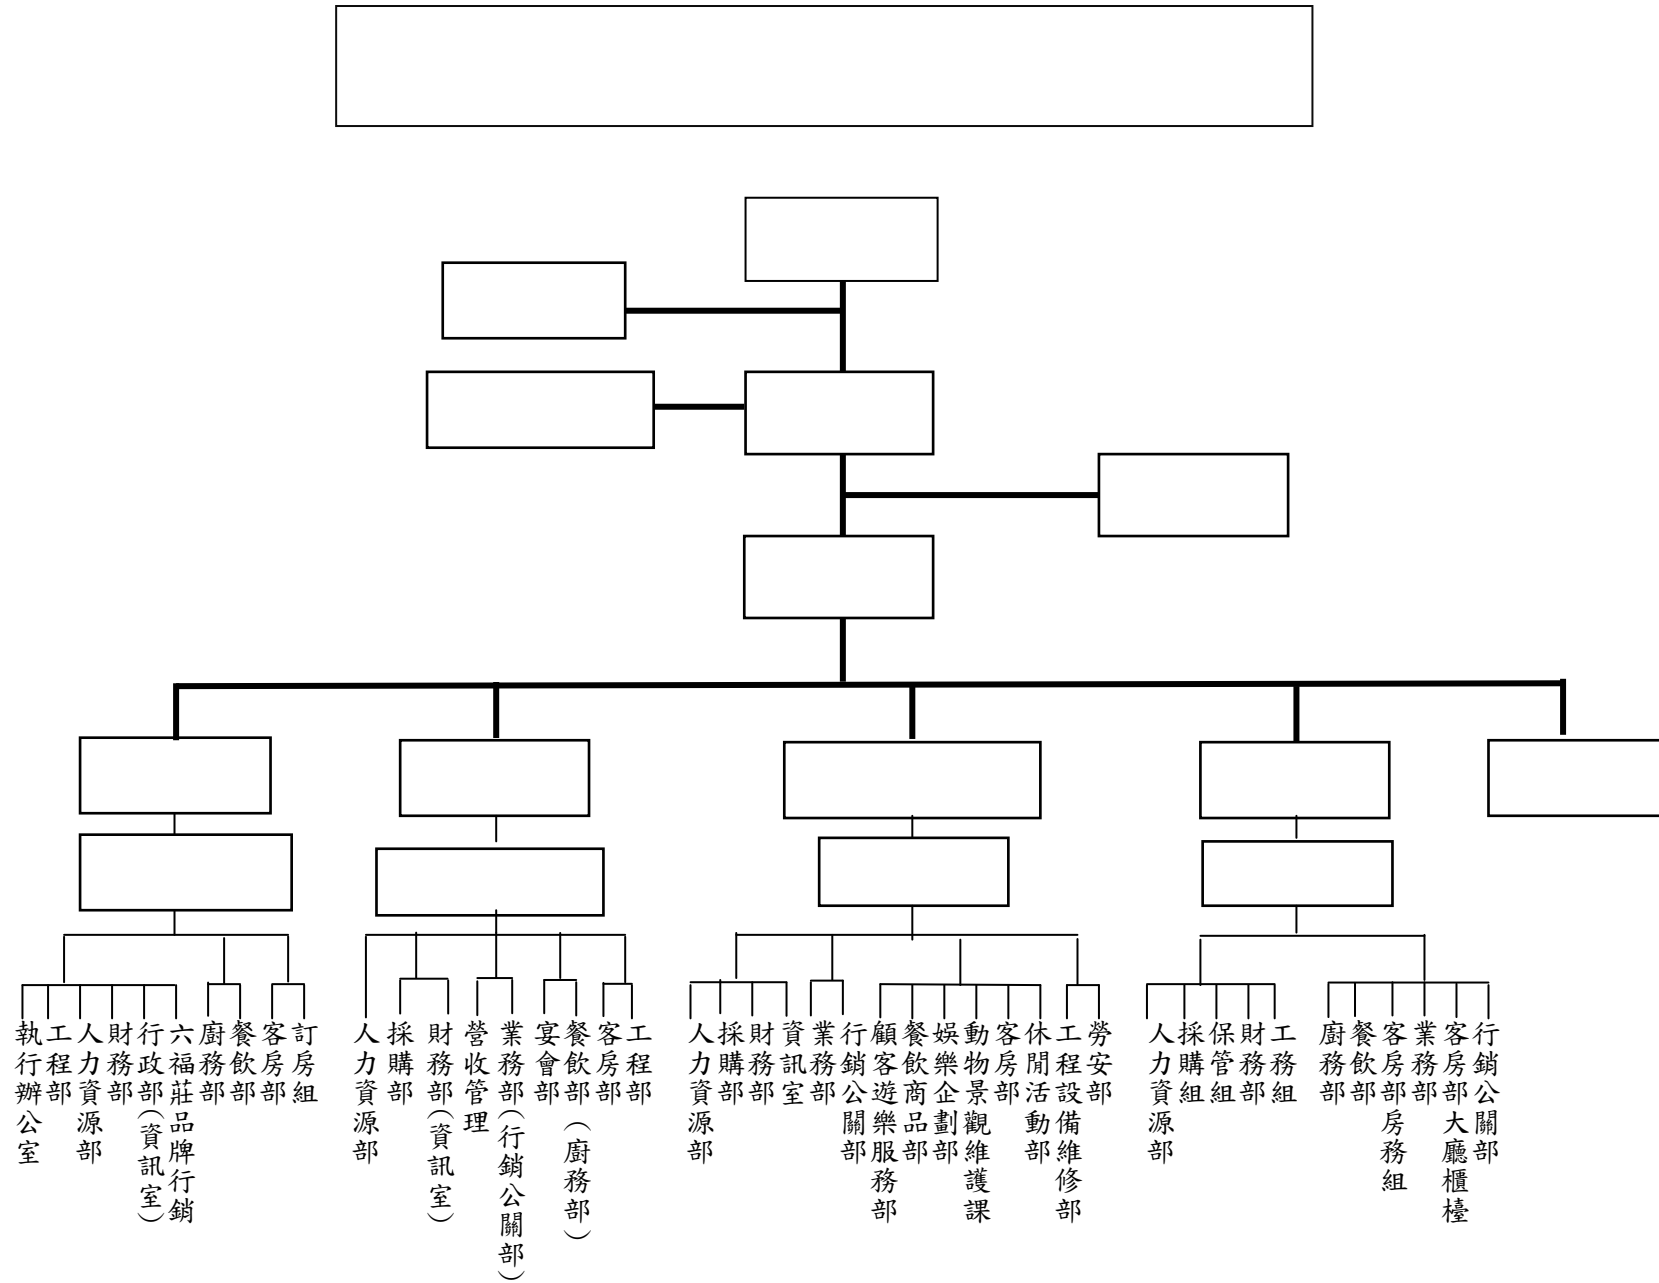 執行辦公室
工程部
人力資源部
財務部
行政部(資訊室)
六福莊品牌行銷
廚務部
餐飲部
客房部
訂房組
人力資源部
採購部
財務部(資訊室)
營收管理
業務部(行銷公關部)
宴會部
餐飲部(廚務部)
客房部
工程部
人力資源部
採購部
財務部
資訊室
業務部
行銷公關部
顧客遊樂服務部
餐飲商品部
娛樂企劃部
動物景觀維護課
客房部
休閒活動部
工程設備維修部
勞安部
人力資源部
採購組
保管組
財務部
工務組
廚務部
餐飲部
客房部房務組
業務部
客房部大廳櫃檯
行銷公關部